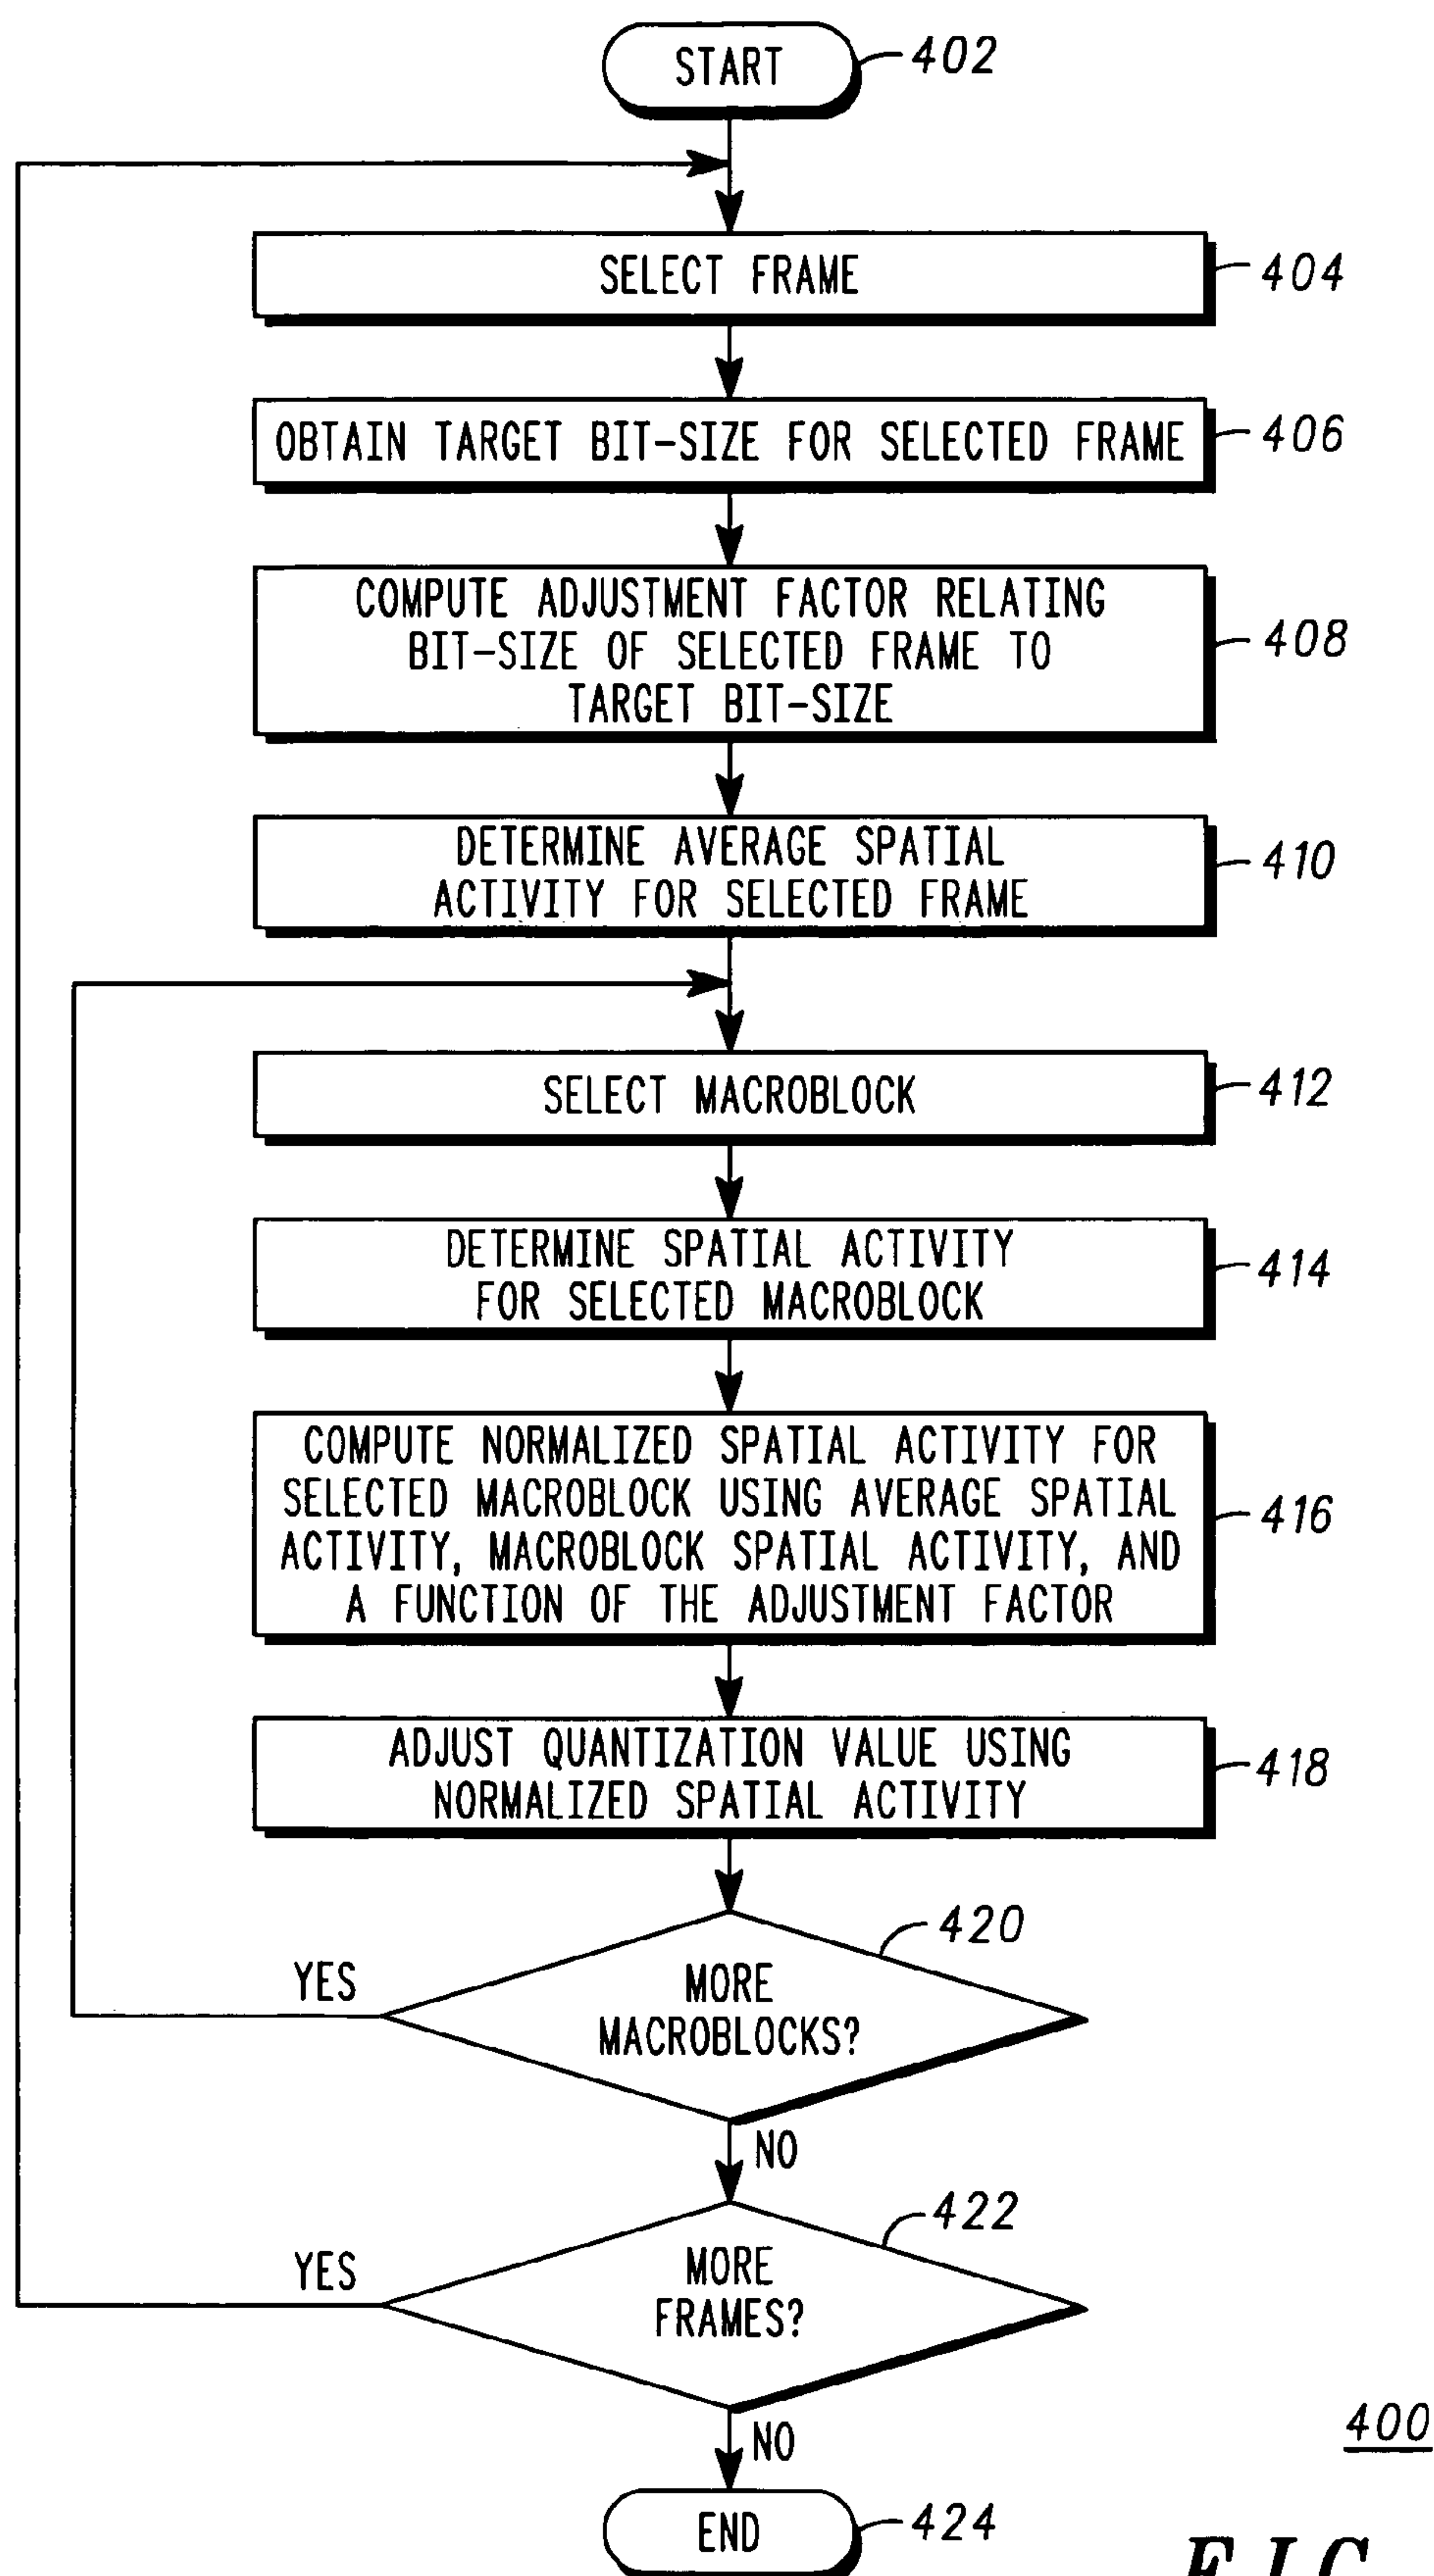 START
402
SELECT FRAME
404
OBTAIN TARGET BIT-SIZE FOR SELECTED FRAME
406
COMPUTE ADJUSTMENT FACTOR RELATING
BIT-SIZE OF SELECTED FRAME TO
TARGET BIT-SIZE
408
DETERMINE AVERAGE SPATIAL
ACTIVITY FOR SELECTED FRAME
410
SELECT MACROBLOCK
412
DETERMINE SPATIAL ACTIVITY
FOR SELECTED MACROBLOCK
414
COMPUTE NORMALIZED SPATIAL ACTIVITY FOR
SELECTED MACROBLOCK USING AVERAGE SPATIAL
ACTIVITY, MACROBLOCK SPATIAL ACTIVITY, AND
A FUNCTION OF THE ADJUSTMENT FACTOR
416
ADJUST QUANTIZATION VALUE USING
NORMALIZED SPATIAL ACTIVITY
418
420
YES
MORE
MACROBLOCKS?
NO
422
YES
MORE
FRAMES?
NO
400
END
424
FIG